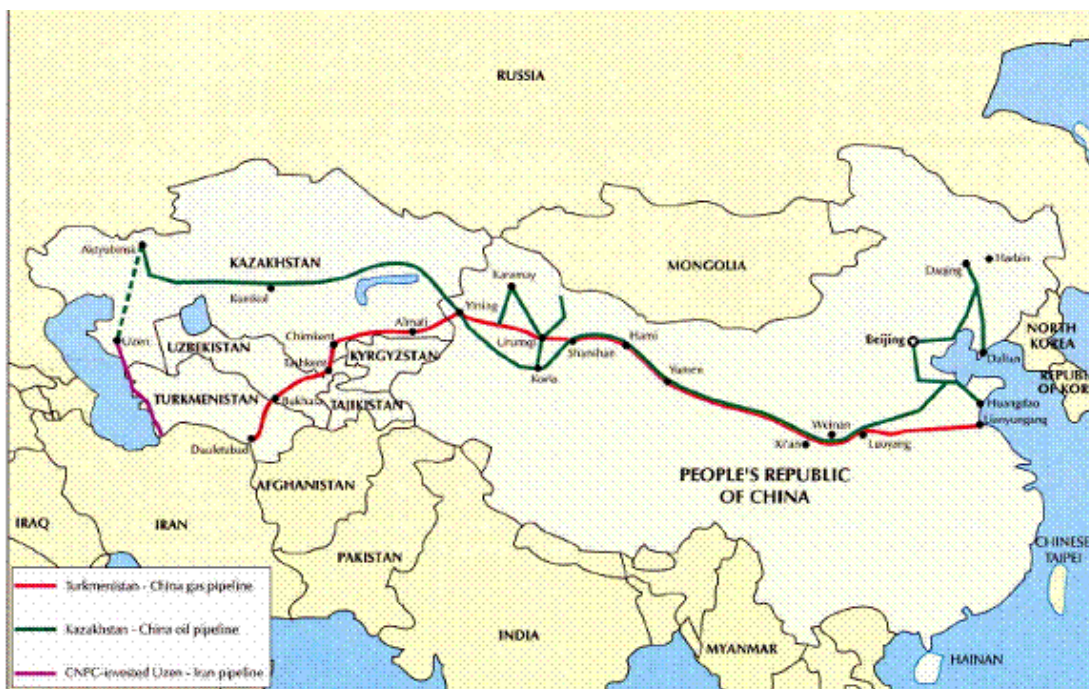 RUSSIA
Aktyubinsk
KAZAKHSTAN
Kumkol
Karamay
MONGOLIA
Daqing
Harbin
Uzen
UZBEKISTAN
Chimkent
Almati
Yining
Urumqi
Shanshan
Hami
Beijing
NORTH
KOREA
Tashkent
KYRGYZSTAN
Korla
Yumen
Dalian
REPUBLIC
OF KOREA
TURKMENISTAN
Bukhara
TAJIKISTAN
Huangdao
Lianyungang
Dauletabad
Weinan
Xi'an
Luoyang
AFGHANISTAN
PEOPLE'S REPUBLIC
OF CHINA
IRAQ
IRAN
PAKISTAN
CHINESE
TAIPEI
Turkmenistan - China gas pipeline
Kazakhstan - China oil pipeline
CNPC-invested Uzen - Iran pipeline
INDIA
MYANMAR
HAINAN